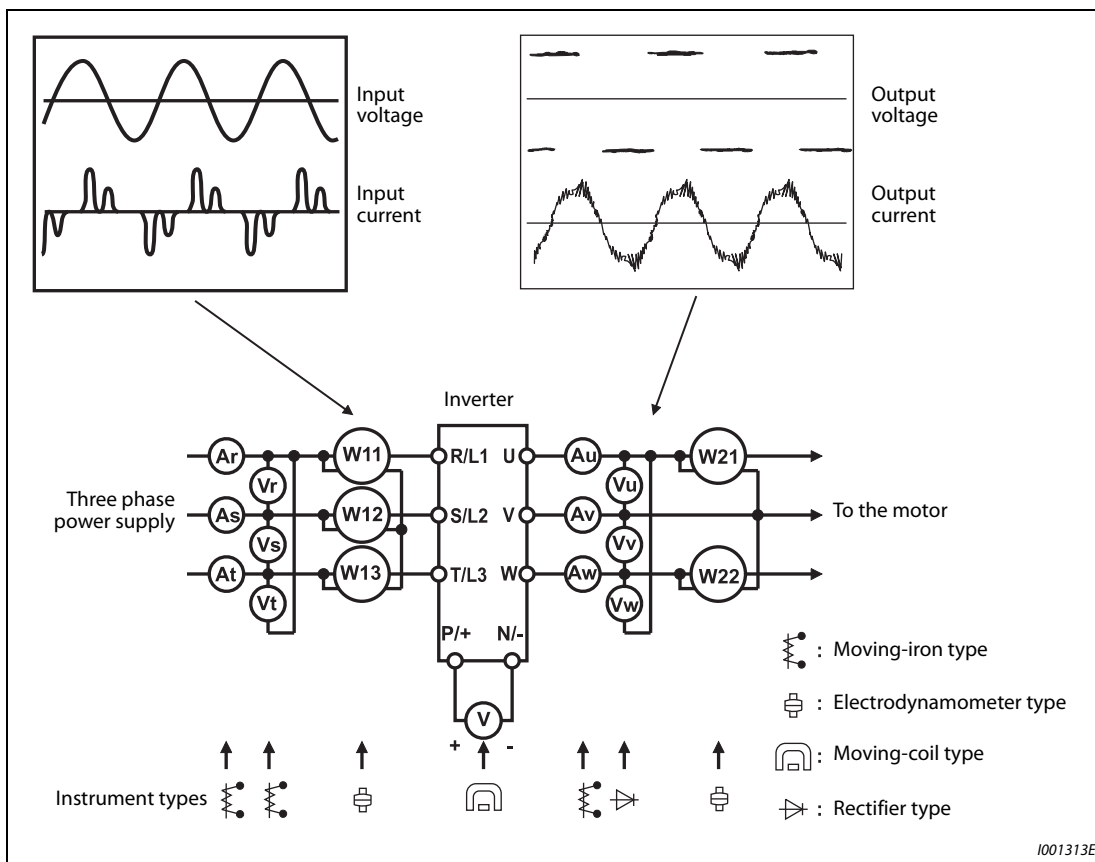 Input
voltage
Input
current
Output
voltage
Output
current
Inverter
Three phase
power supply
Ar
As
At
Vr
Vs
Vt
W11
W12
W13
R/L1
S/L2
T/L3
U
V
W
P/+
N/-
V
+
-
Au
Av
Aw
Vu
Vv
Vw
W21
W22
To the motor
: Moving-iron type
: Electrodynamometer type
: Moving-coil type
: Rectifier type
Instrument types
I001313E